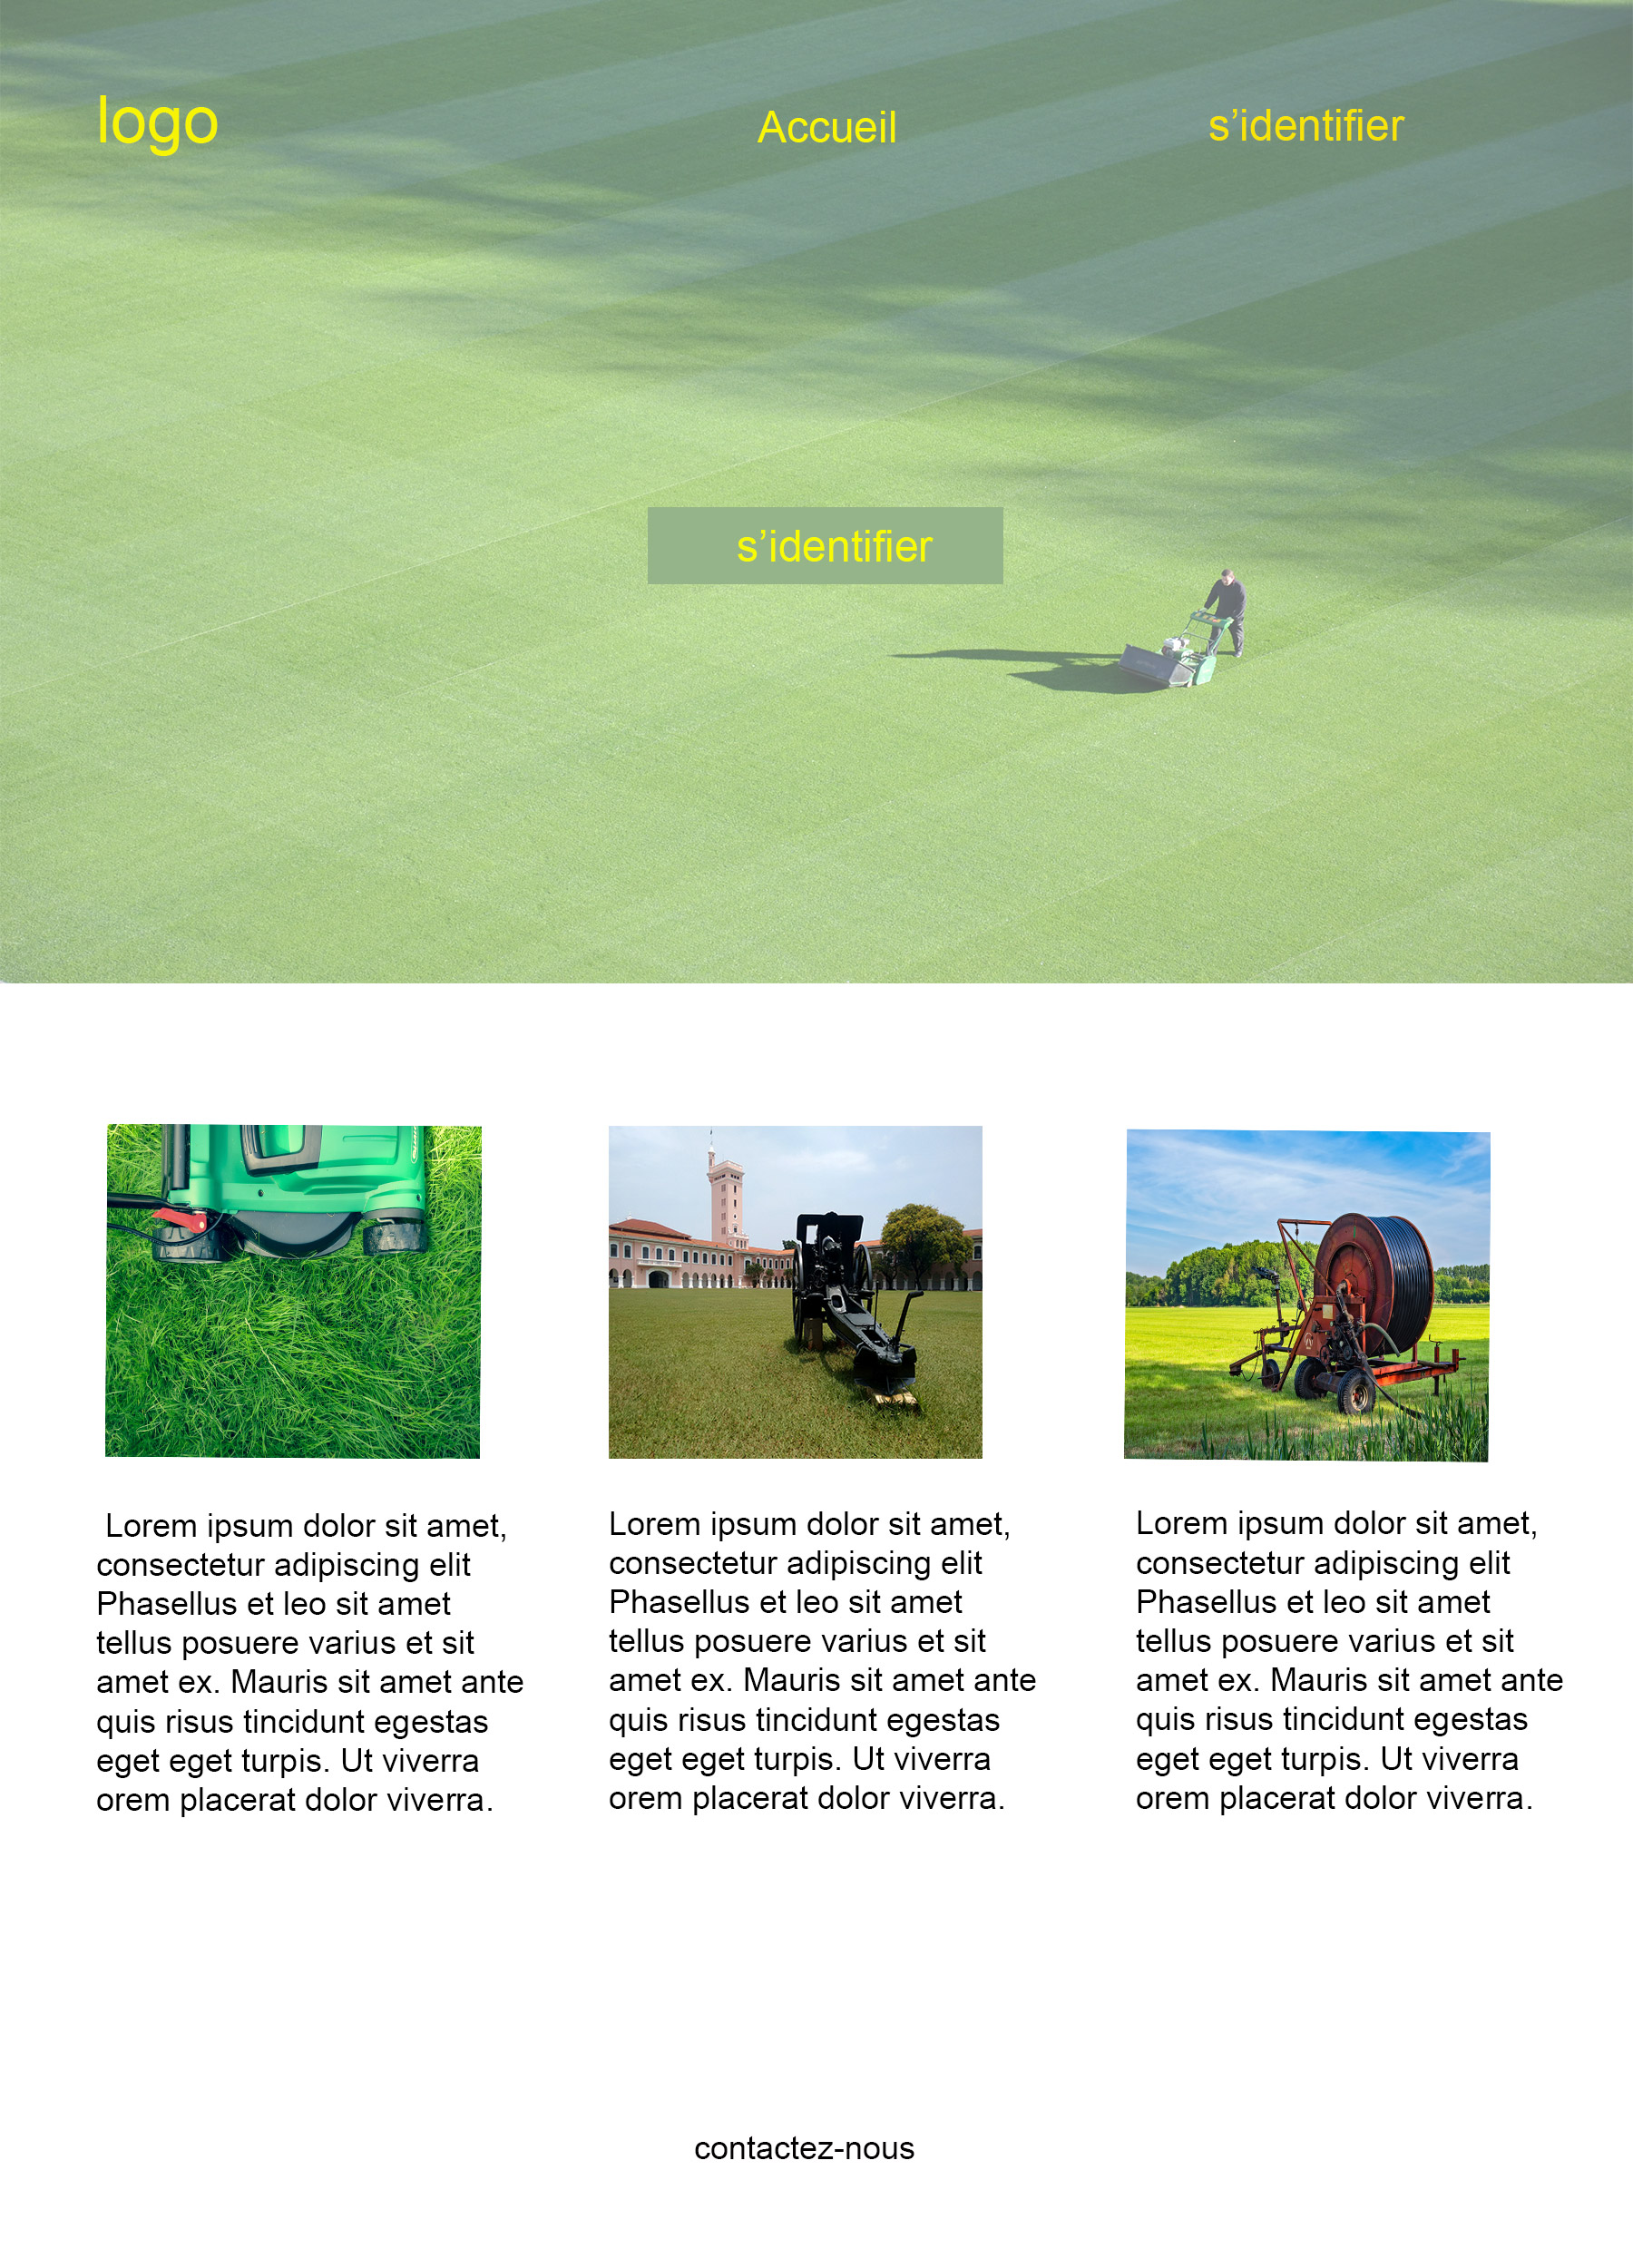 logo
Accueil
s’identifier
s’identifier
Lorem ipsum dolor sit amet,
consectetur adipiscing elit
Phasellus et leo sit amet
tellus posuere varius et sit
amet ex. Mauris sit amet ante
quis risus tincidunt egestas
eget eget turpis. Ut viverra
orem placerat dolor viverra.
Lorem ipsum dolor sit amet,
consectetur adipiscing elit
Phasellus et leo sit amet
tellus posuere varius et sit
amet ex. Mauris sit amet ante
quis risus tincidunt egestas
eget eget turpis. Ut viverra
orem placerat dolor viverra.
Lorem ipsum dolor sit amet,
consectetur adipiscing elit
Phasellus et leo sit amet
tellus posuere varius et sit
amet ex. Mauris sit amet ante
quis risus tincidunt egestas
eget eget turpis. Ut viverra
orem placerat dolor viverra.
contactez-nous